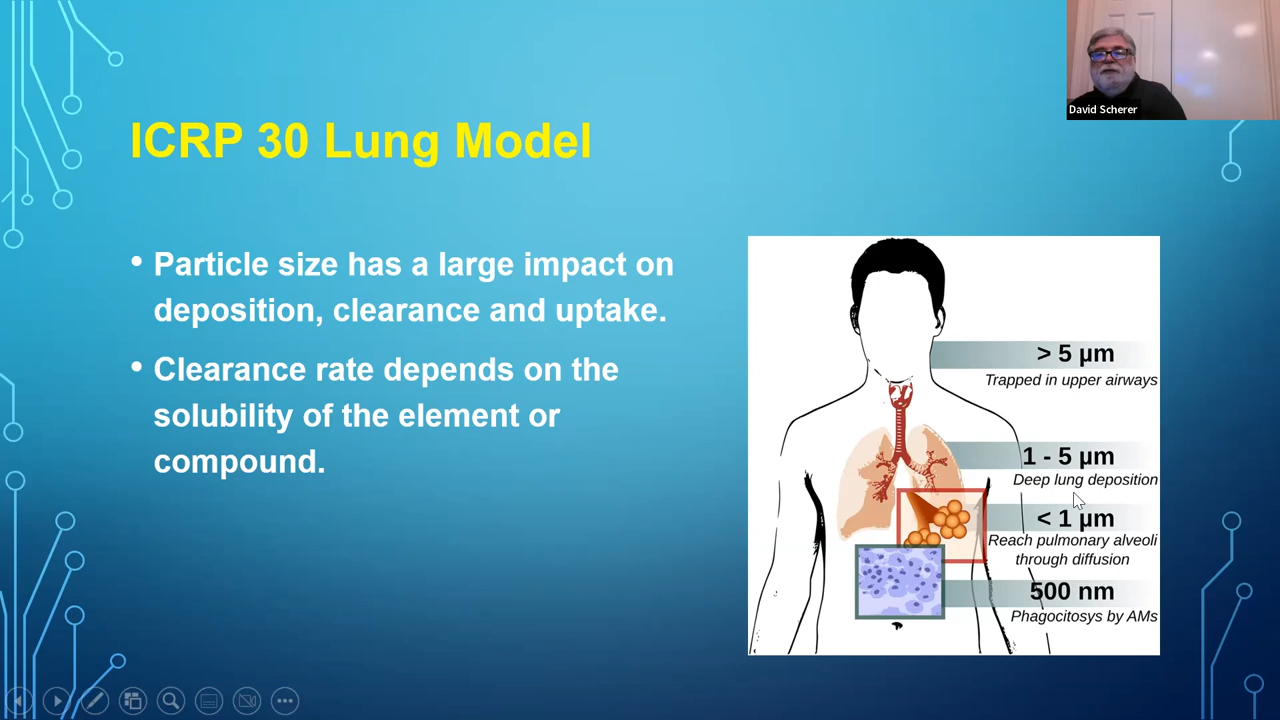 David Scherer
ICRP 30 Lung Model
• Particle size has a large impact on
deposition, clearance and uptake.
• Clearance rate depends on the
solubility of the element or
compound.
> 5 µm
Trapped in upper airways
1 - 5 µm
Deep lung deposition
< 1 µm
Reach pulmonary alveoli
through diffusion
500 nm
Phagocitosys by AMs